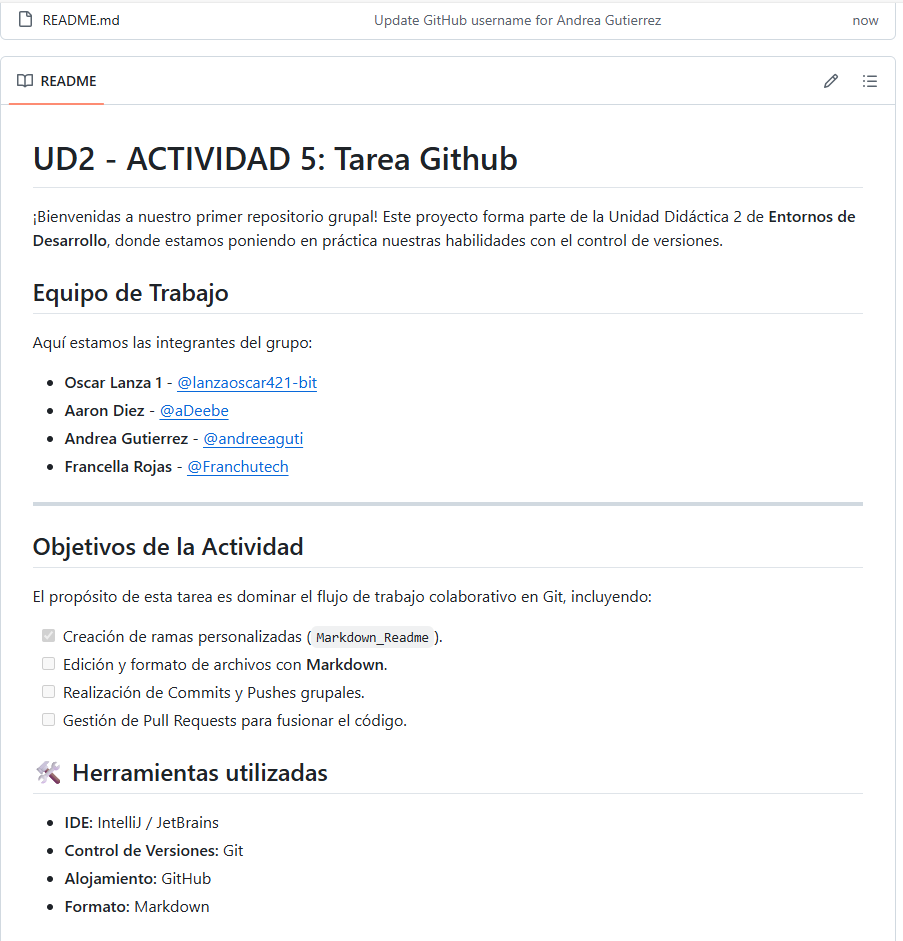 README.md Update GitHub username for Andrea Gutierrez now
README
UD2 - ACTIVIDAD 5: Tarea Github
¡Bienvenidas a nuestro primer repositorio grupal! Este proyecto forma parte de la Unidad Didáctica 2 de Entornos de
Desarrollo, donde estamos poniendo en práctica nuestras habilidades con el control de versiones.
Equipo de Trabajo
Aquí estamos las integrantes del grupo:
Oscar Lanza 1 - @lanzaoscar421-bit
Aaron Diez - @aDeebe
Andrea Gutierrez - @andreeaguti
Francella Rojas - @Franchutech
Objetivos de la Actividad
El propósito de esta tarea es dominar el flujo de trabajo colaborativo en Git, incluyendo:
Creación de ramas personalizadas ( Markdown_Readme ).
Edición y formato de archivos con Markdown.
Realización de Commits y Pushes grupales.
Gestión de Pull Requests para fusionar el código.
Herramientas utilizadas
IDE: IntelliJ / JetBrains
Control de Versiones: Git
Alojamiento: GitHub
Formato: Markdown